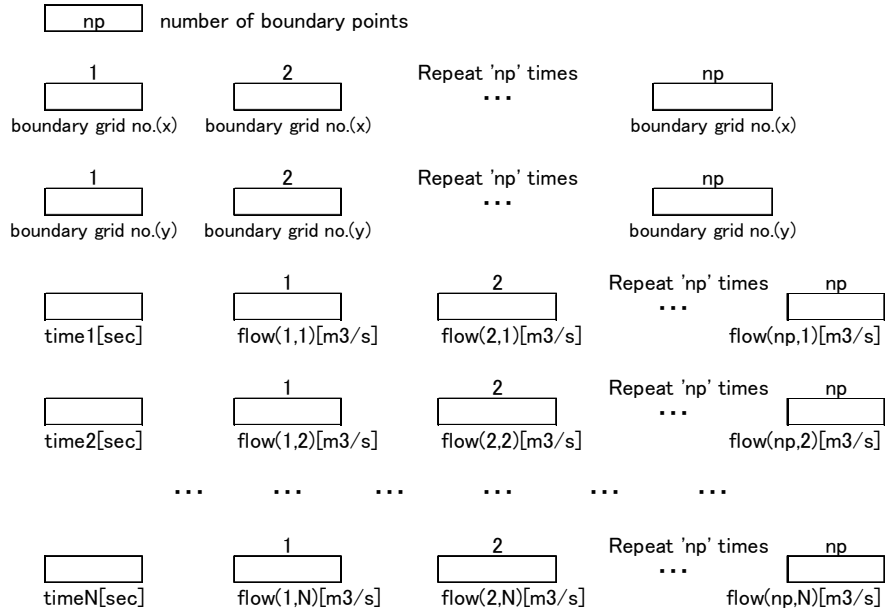 np number of boundary points
1 2 Repeat 'np' times np
...
boundary grid no.(x) boundary grid no.(x) boundary grid no.(x)
1 2 Repeat 'np' times np
...
boundary grid no.(y) boundary grid no.(y) boundary grid no.(y)
1 2 Repeat 'np' times np
...
time1[sec] flow(1,1)[m3/s] flow(2,1)[m3/s] flow(np,1)[m3/s]
1 2 Repeat 'np' times np
...
time2[sec] flow(1,2)[m3/s] flow(2,2)[m3/s] flow(np,2)[m3/s]
... ... ... ... ... ...
1 2 Repeat 'np' times np
...
timeN[sec] flow(1,N)[m3/s] flow(2,N)[m3/s] flow(np,N)[m3/s]